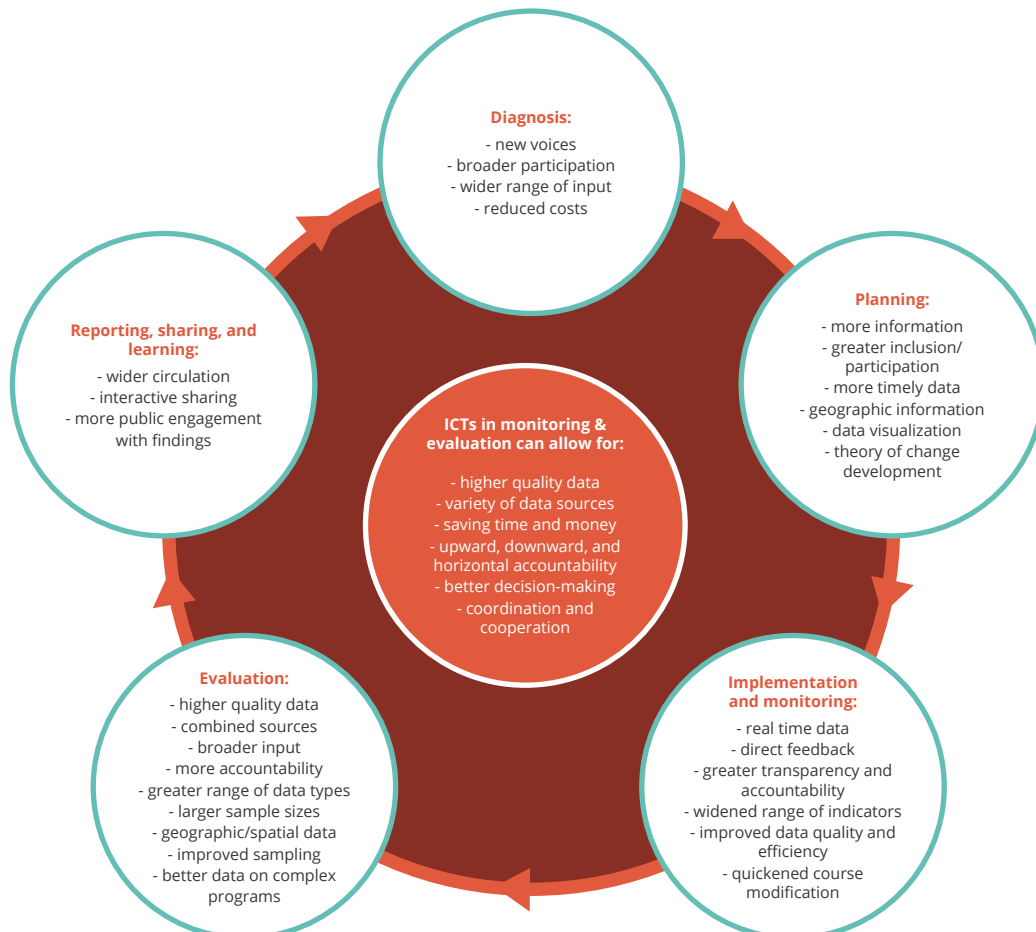 Diagnosis:
- new voices
- broader participation
- wider range of input
- reduced costs
Planning:
- more information
- greater inclusion/
participation
- more timely data
- geographic information
- data visualization
- theory of change
development
Implementation
and monitoring:
- real time data
- direct feedback
- greater transparency and
accountability
- widened range of indicators
- improved data quality and
efficiency
- quickened course
modification
Evaluation:
- higher quality data
- combined sources
- broader input
- more accountability
- greater range of data types
- larger sample sizes
- geographic/spatial data
- improved sampling
- better data on complex
programs
Reporting, sharing, and
learning:
- wider circulation
- interactive sharing
- more public engagement
with findings
ICTs in monitoring &
evaluation can allow for:
- higher quality data
- variety of data sources
- saving time and money
- upward, downward, and
horizontal accountability
- better decision-making
- coordination and
cooperation